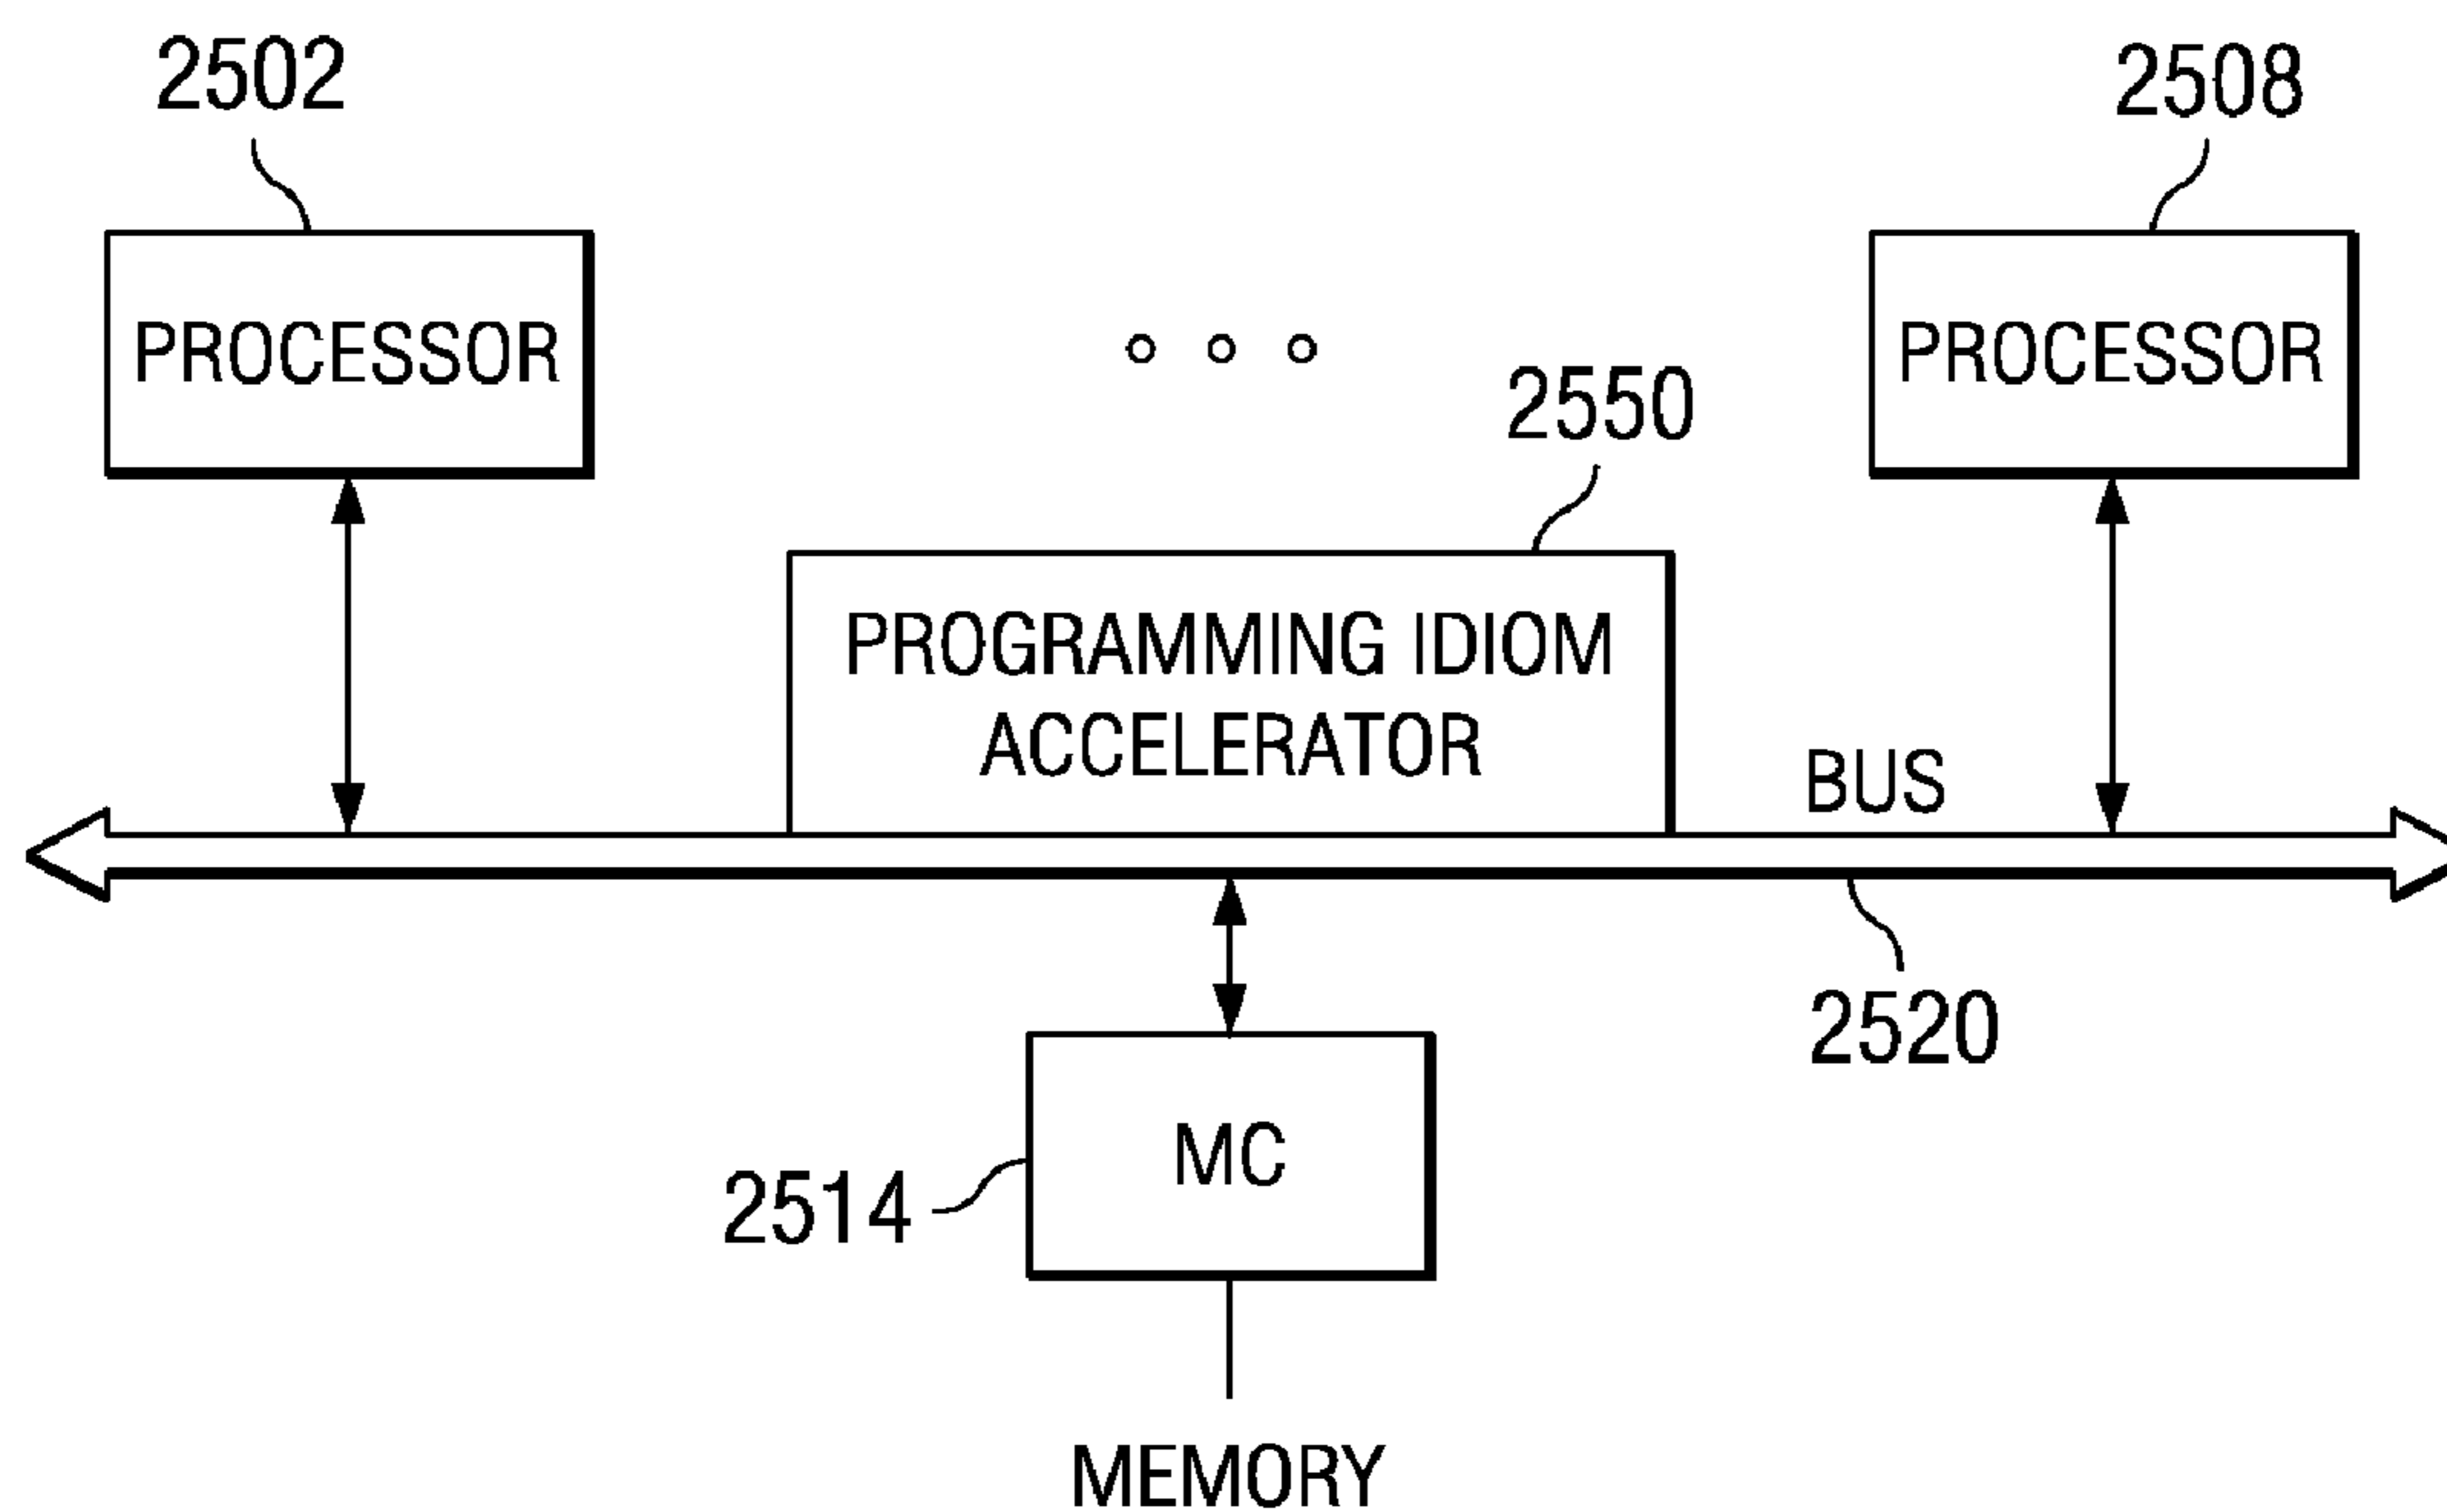 2502
2508
PROCESSOR
PROCESSOR
2550
PROGRAMMING IDIOM
ACCELERATOR
BUS
2520
MC
2514
MEMORY